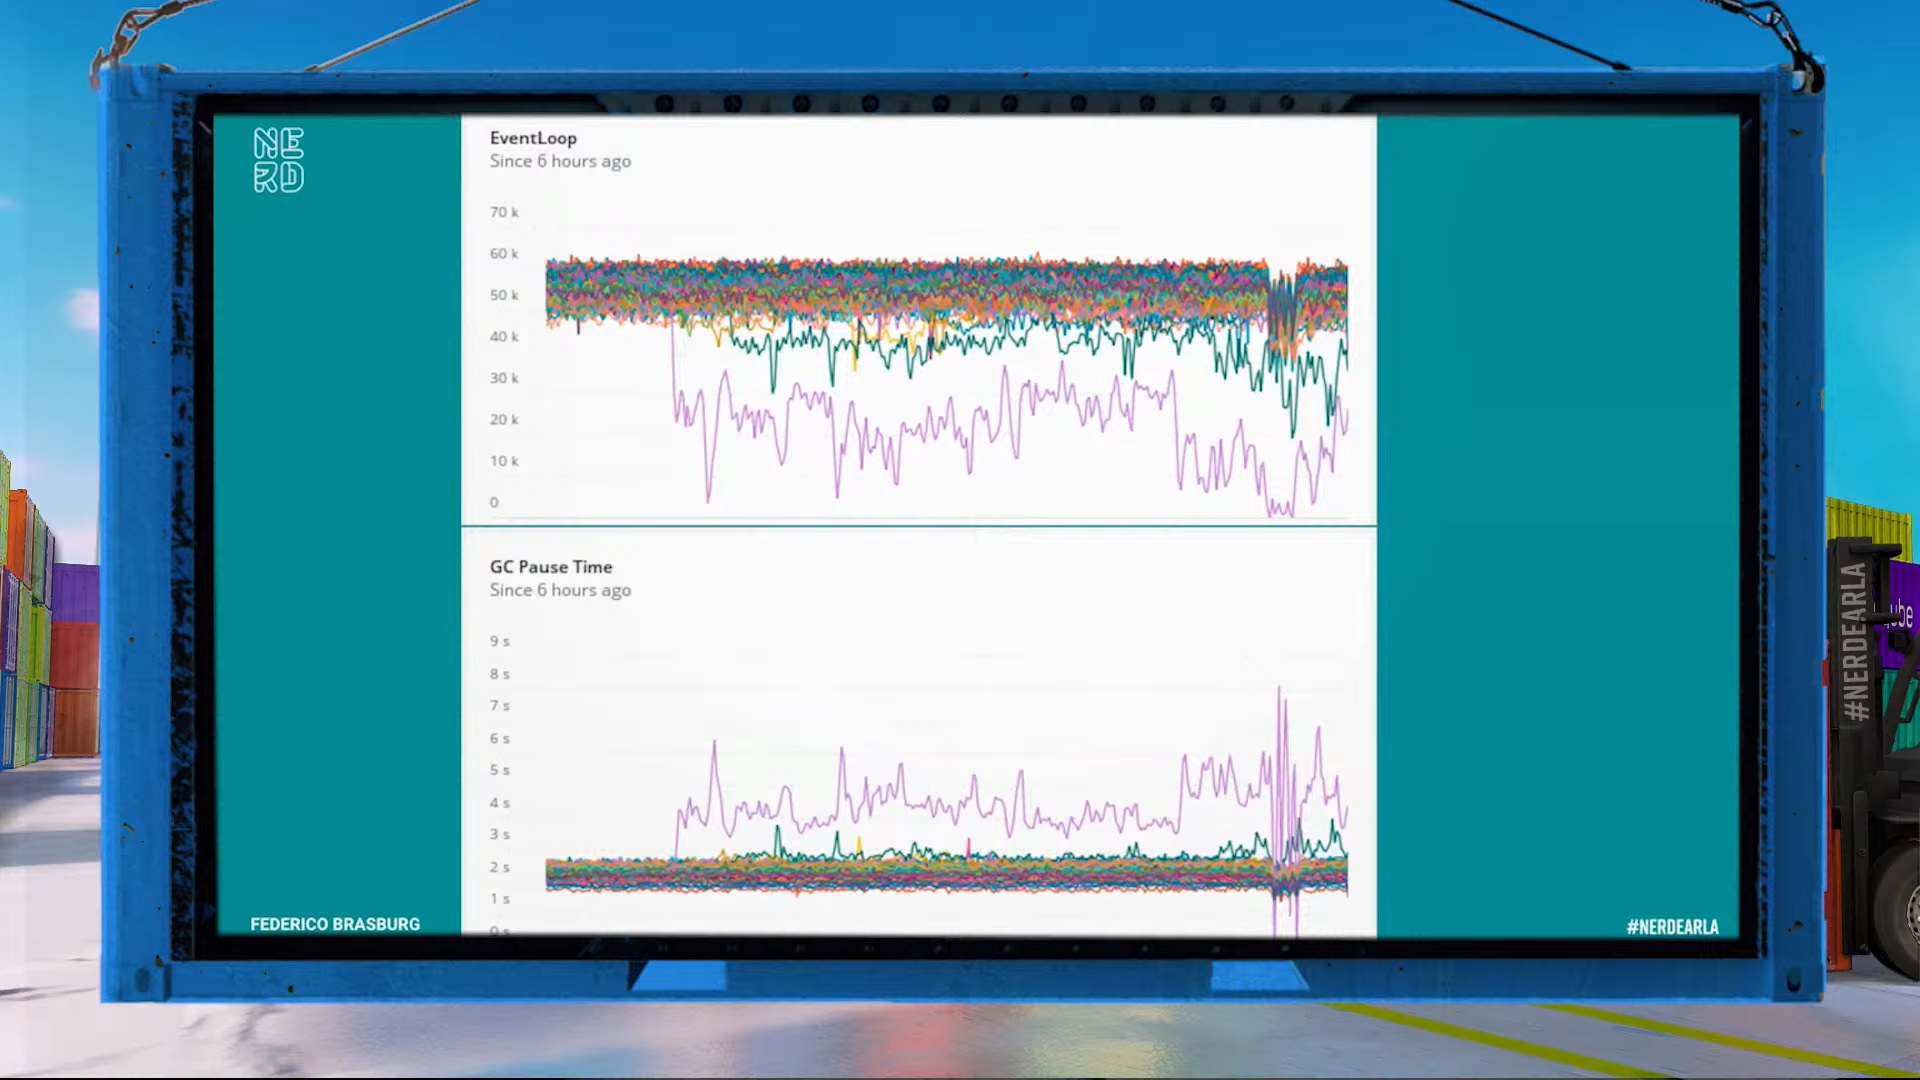 NE
RD
EventLoop
Since 6 hours ago
70 k
60 k
50 k
40 k
30 k
20 k
10 k
0
GC Pause Time
Since 6 hours ago
9 s
8 s
7 s
6 s
5 s
4 s
3 s
2 s
1 s
0 s
FEDERICO BRASBURG
#NERDEARLA
#NERDEARLA